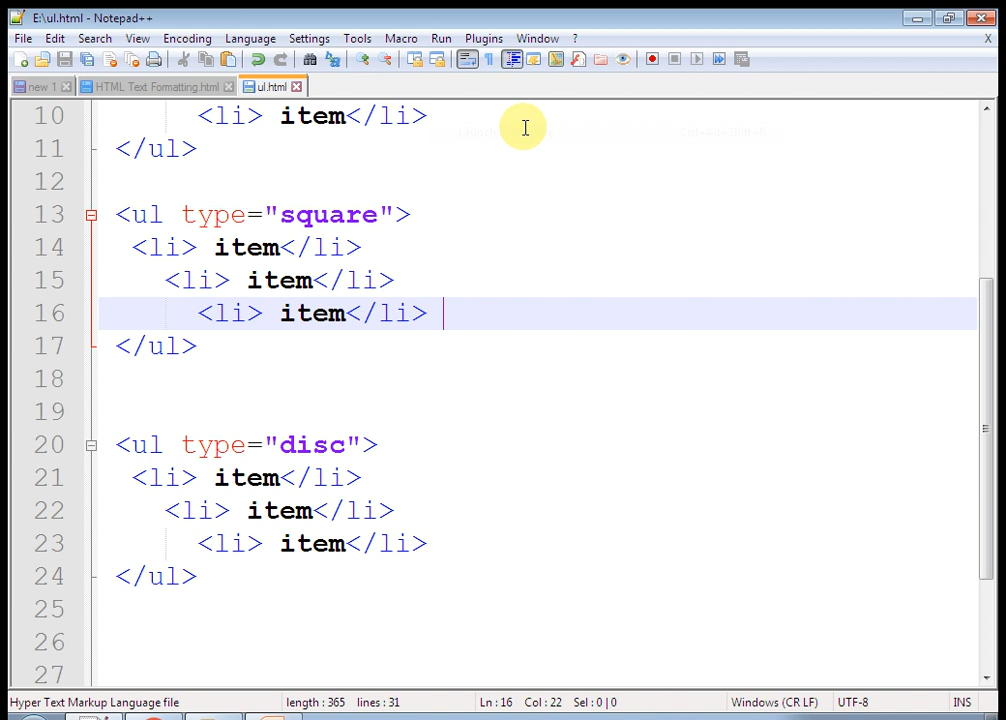 E:\ul.html - Notepad++
File Edit Search View Encoding Language Settings Tools Macro Run Plugins Window ? X
new 1 HTML Text Formatting.html ul.html
10 <li> item</li>
11 </ul>
12
13 <ul type="square">
14 <li> item</li>
15 <li> item</li>
16 <li> item</li>
17 </ul>
18
19
20 <ul type="disc">
21 <li> item</li>
22 <li> item</li>
23 <li> item</li>
24 </ul>
25
26
27
Hyper Text Markup Language file length : 365 lines : 31 Ln : 16 Col : 22 Sel : 0 | 0 Windows (CR LF) UTF-8 INS